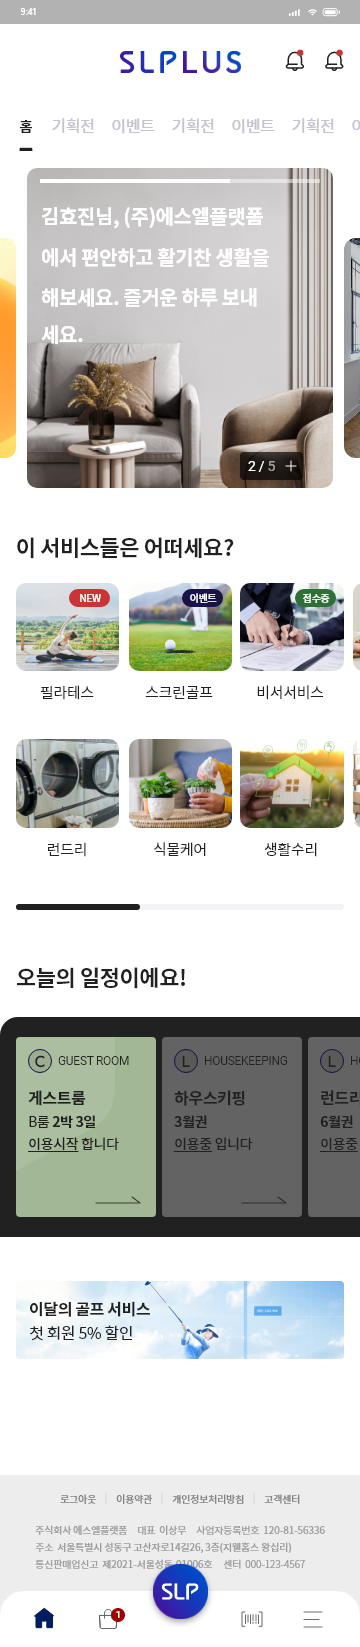 9:41
SLPLUS
홈 기획전 이벤트 기획전 이벤트 기획전
김효진님, (주)에스엘플랫폼
에서 편안하고 활기찬 생활을
해보세요. 즐거운 하루 보내
세요.
2 / 5 +
이 서비스들은 어떠세요?
NEW 이벤트 접수중
필라테스 스크린골프 비서서비스
런드리 식물케어 생활수리
오늘의 일정이에요!
C GUEST ROOM
게스트룸
B룸 2박 3일
이용시작 합니다
L HOUSEKEEPING
하우스키핑
3월권
이용중 입니다
L
런드리
6월권
이용중
이달의 골프 서비스
첫 회원 5% 할인
로그아웃 | 이용약관 | 개인정보처리방침 | 고객센터
주식회사 에스엘플랫폼 대표 이상무 사업자등록번호 120-81-56336
주소 서울특별시 성동구 고산자로14길26, 3층(지웰홈스 왕십리)
통신판매업신고 제2021-서울성동-01006호 센터 000-123-4567
1
SLP